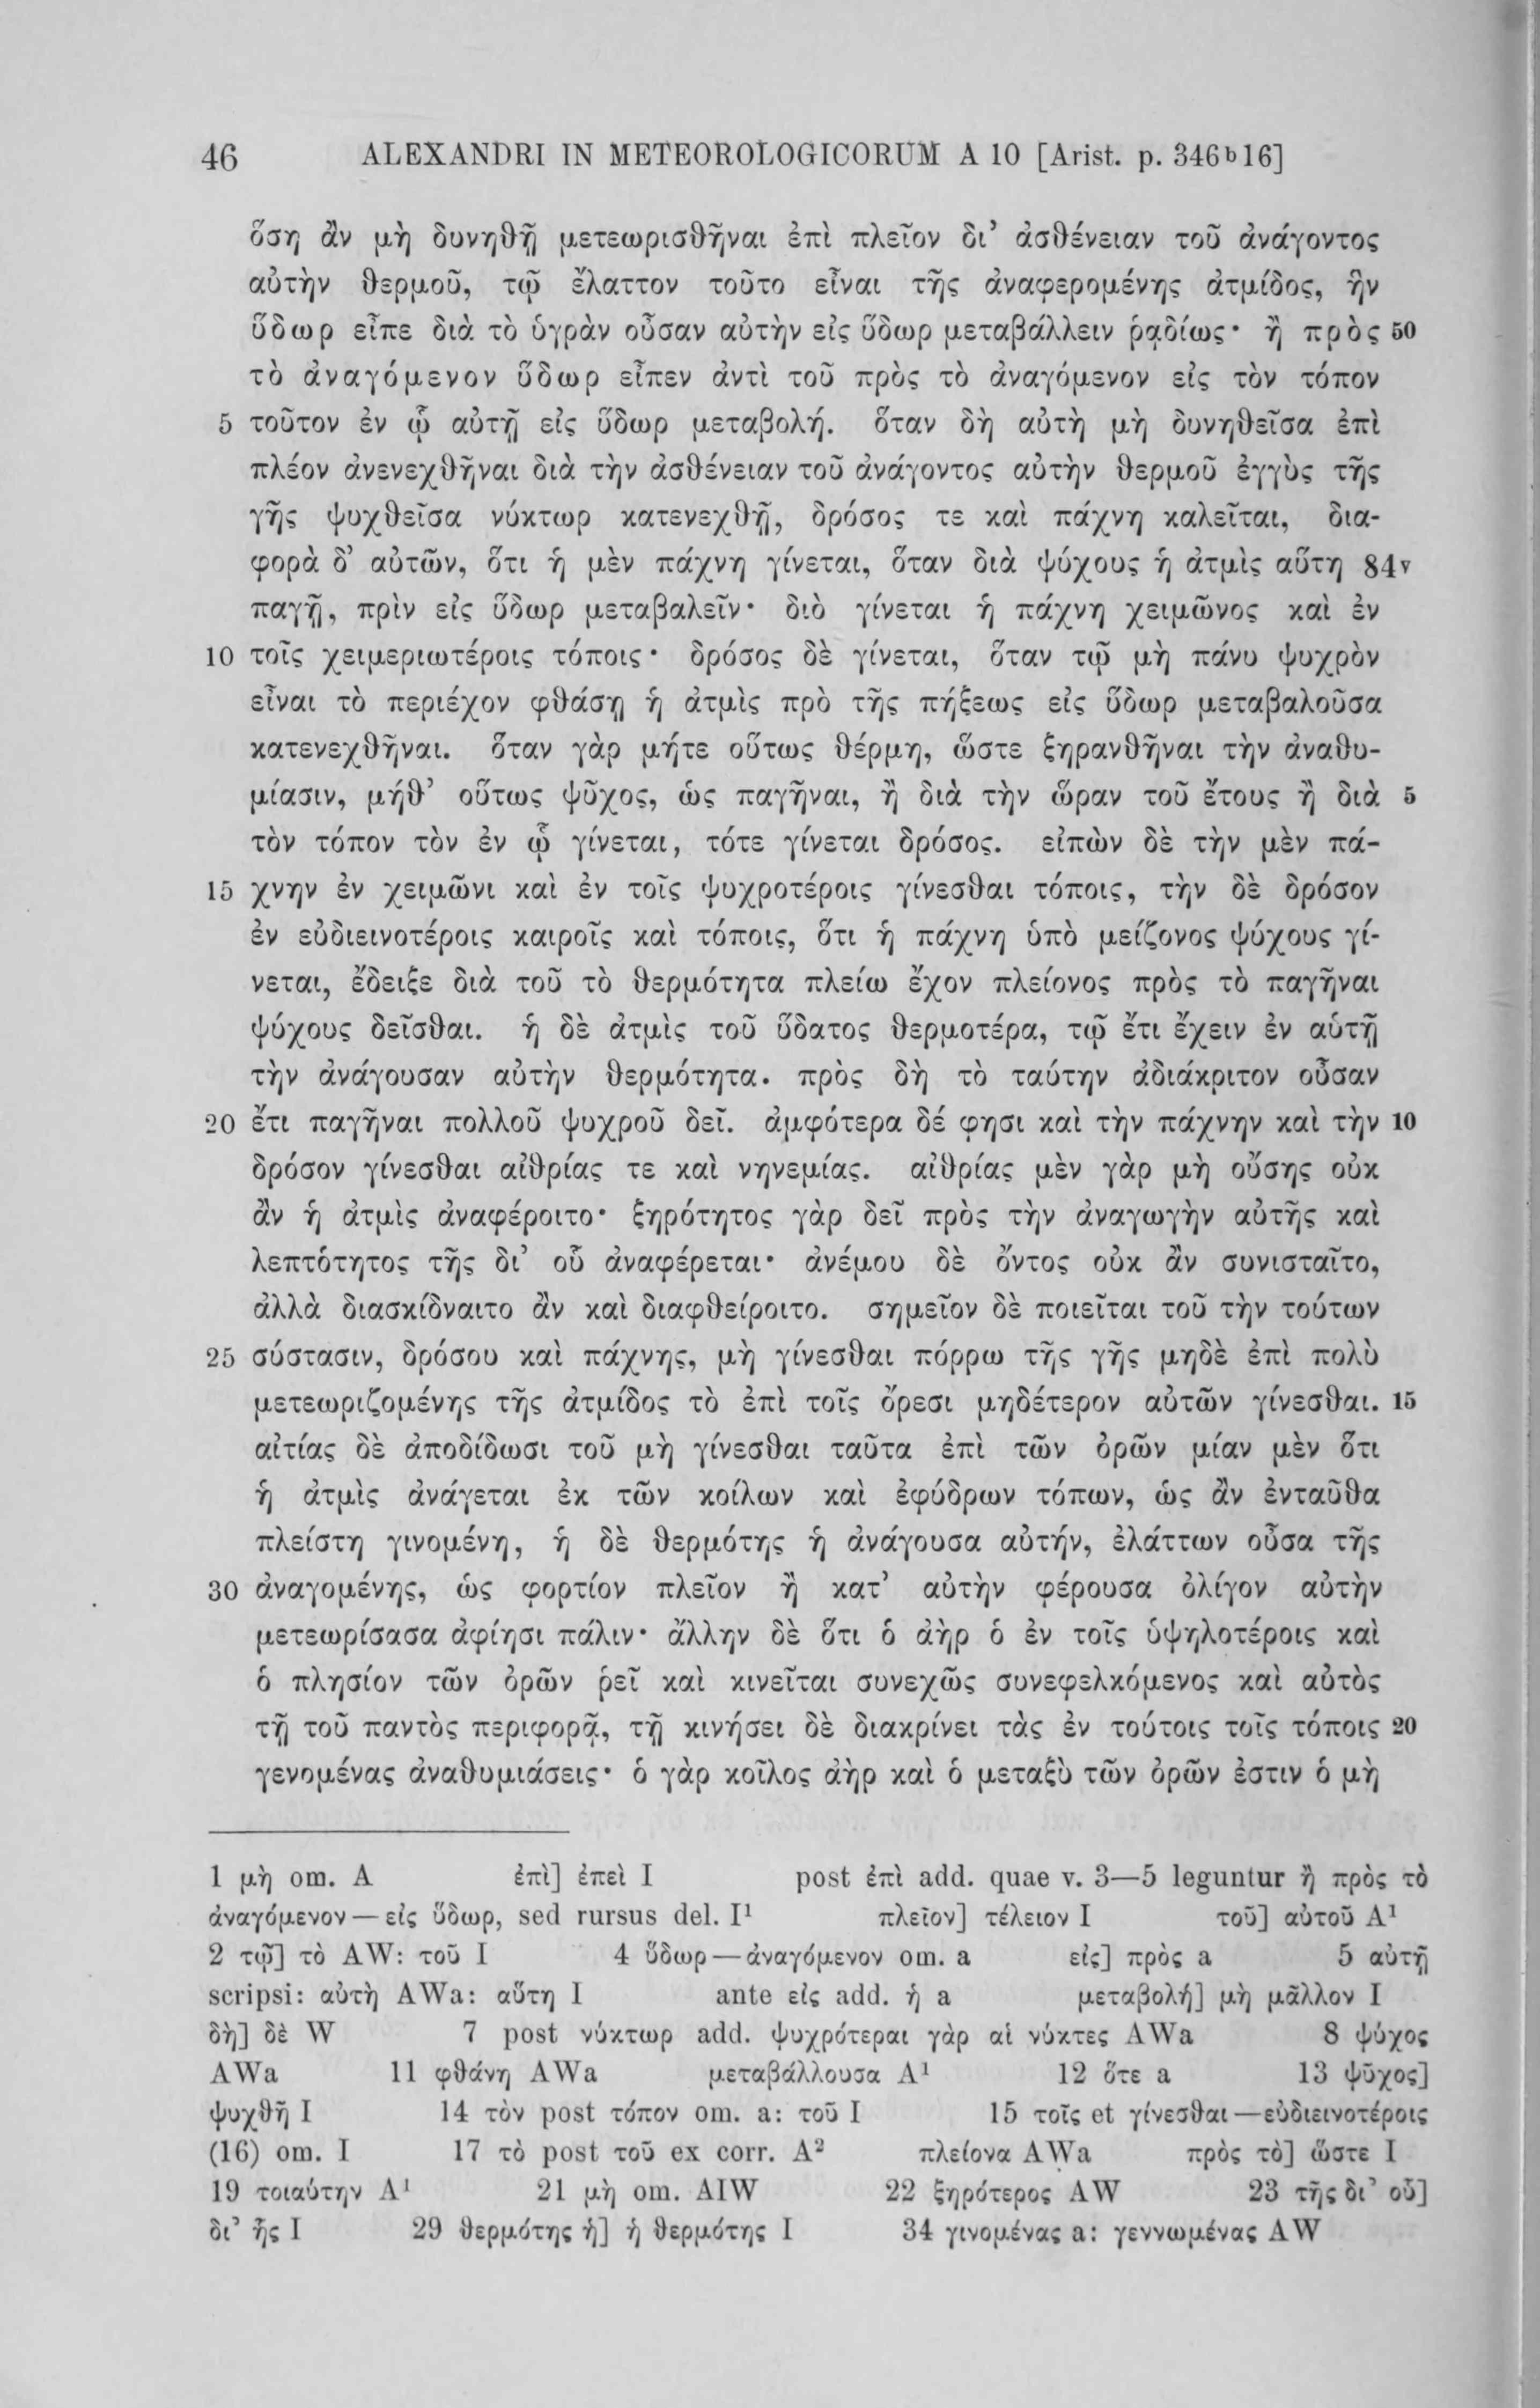 46 ALEXANDRI IN METEOROLOGICORUM A 10 [Arist. p. 346ᵇ16]
ὅση ἂν μὴ δυνηθῇ μετεωρισθῆναι ἐπὶ πλεῖον δι’ ἀσθένειαν τοῦ ἀνάγοντος
αὐτὴν θερμοῦ, τῷ ἔλαττον τοῦτο εἶναι τῆς ἀναφερομένης ἀτμίδος, ἣν
ὕδωρ εἶπε διὰ τὸ ὑγρὰν οὖσαν αὐτὴν εἰς ὕδωρ μεταβάλλειν ῥᾳδίως· ἢ πρὸς 50
τὸ ἀναγόμενον ὕδωρ εἶπεν ἀντὶ τοῦ πρὸς τὸ ἀναγόμενον εἰς τὸν τόπον
5 τοῦτον ἐν ᾧ αὐτῇ εἰς ὕδωρ μεταβολή. ὅταν δὴ αὐτὴ μὴ δυνηθεῖσα ἐπὶ
πλέον ἀνενεχθῆναι διὰ τὴν ἀσθένειαν τοῦ ἀνάγοντος αὐτὴν θερμοῦ ἐγγὺς τῆς
γῆς ψυχθεῖσα νύκτωρ κατενεχθῇ, δρόσος τε καὶ πάχνη καλεῖται, δια-
φορὰ δ’ αὐτῶν, ὅτι ἡ μὲν πάχνη γίνεται, ὅταν διὰ ψύχους ἡ ἀτμὶς αὕτη 84ᵛ
παγῇ, πρὶν εἰς ὕδωρ μεταβαλεῖν· διὸ γίνεται ἡ πάχνη χειμῶνος καὶ ἐν
10 τοῖς χειμεριωτέροις τόποις· δρόσος δὲ γίνεται, ὅταν τῷ μὴ πάνυ ψυχρὸν
εἶναι τὸ περιέχον φθάσῃ ἡ ἀτμὶς πρὸ τῆς πήξεως εἰς ὕδωρ μεταβαλοῦσα
κατενεχθῆναι. ὅταν γὰρ μήτε οὕτως θέρμη, ὥστε ξηρανθῆναι τὴν ἀναθυ-
μίασιν, μήθ’ οὕτως ψῦχος, ὡς παγῆναι, ἢ διὰ τὴν ὥραν τοῦ ἔτους ἢ διὰ 5
τὸν τόπον τὸν ἐν ᾧ γίνεται, τότε γίνεται δρόσος. εἰπὼν δὲ τὴν μὲν πά-
15 χνην ἐν χειμῶνι καὶ ἐν τοῖς ψυχροτέροις γίνεσθαι τόποις, τὴν δὲ δρόσον
ἐν εὐδιεινοτέροις καιροῖς καὶ τόποις, ὅτι ἡ πάχνη ὑπὸ μείζονος ψύχους γί-
νεται, ἔδειξε διὰ τοῦ τὸ θερμότητα πλείω ἔχον πλείονος πρὸς τὸ παγῆναι
ψύχους δεῖσθαι. ἡ δὲ ἀτμὶς τοῦ ὕδατος θερμοτέρα, τῷ ἔτι ἔχειν ἐν αὑτῇ
τὴν ἀνάγουσαν αὐτὴν θερμότητα. πρὸς δὴ τὸ ταύτην ἀδιάκριτον οὖσαν
20 ἔτι παγῆναι πολλοῦ ψυχροῦ δεῖ. ἀμφότερα δέ φησι καὶ τὴν πάχνην καὶ τὴν 10
δρόσον γίνεσθαι αἰθρίας τε καὶ νηνεμίας. αἰθρίας μὲν γὰρ μὴ οὔσης οὐκ
ἂν ἡ ἀτμὶς ἀναφέροιτο· ξηρότητος γὰρ δεῖ πρὸς τὴν ἀναγωγὴν αὐτῆς καὶ
λεπτότητος τῆς δι’ οὗ ἀναφέρεται· ἀνέμου δὲ ὄντος οὐκ ἂν συνισταῖτο,
ἀλλὰ διασκίδναιτο ἂν καὶ διαφθείροιτο. σημεῖον δὲ ποιεῖται τοῦ τὴν τούτων
25 σύστασιν, δρόσου καὶ πάχνης, μὴ γίνεσθαι πόρρω τῆς γῆς μηδὲ ἐπὶ πολὺ
μετεωριζομένης τῆς ἀτμίδος τὸ ἐπὶ τοῖς ὄρεσι μηδέτερον αὐτῶν γίνεσθαι. 15
αἰτίας δὲ ἀποδίδωσι τοῦ μὴ γίνεσθαι ταῦτα ἐπὶ τῶν ὀρῶν μίαν μὲν ὅτι
ἡ ἀτμὶς ἀνάγεται ἐκ τῶν κοίλων καὶ ἐφύδρων τόπων, ὡς ἂν ἐνταῦθα
πλείστη γινομένη, ἡ δὲ θερμότης ἡ ἀνάγουσα αὐτήν, ἐλάττων οὖσα τῆς
30 ἀναγομένης, ὡς φορτίον πλεῖον ἢ κατ’ αὐτὴν φέρουσα ὀλίγον αὐτὴν
μετεωρίσασα ἀφίησι πάλιν· ἄλλην δὲ ὅτι ὁ ἀὴρ ὁ ἐν τοῖς ὑψηλοτέροις καὶ
ὁ πλησίον τῶν ὀρῶν ῥεῖ καὶ κινεῖται συνεχῶς συνεφελκόμενος καὶ αὐτὸς
τῇ τοῦ παντὸς περιφορᾷ, τῇ κινήσει δὲ διακρίνει τὰς ἐν τούτοις τοῖς τόποις 20
γενομένας ἀναθυμιάσεις· ὁ γὰρ κοῖλος ἀὴρ καὶ ὁ μεταξὺ τῶν ὀρῶν ἐστιν ὁ μὴ
1 μὴ om. A ἐπὶ] ἐπεὶ I post ἐπὶ add. quae v. 3—5 leguntur ἢ πρὸς τὸ
ἀναγόμενον — εἰς ὕδωρ, sed rursus del. I¹ πλεῖον] τέλειον I τοῦ] αὐτοῦ A¹
2 τῷ] τὸ AW: τοῦ I 4 ὕδωρ — ἀναγόμενον om. a εἰς] πρὸς a 5 αὐτῇ
scripsi: αὐτὴ AWa: αὕτη I ante εἰς add. ἡ a μεταβολή] μὴ μᾶλλον I
δὴ] δὲ W 7 post νύκτωρ add. ψυχρότεραι γὰρ αἱ νύκτες AWa 8 ψύχος
AWa 11 φθάνη AWa μεταβάλλουσα A¹ 12 ὅτε a 13 ψῦχος]
ψυχθῆ I 14 τὸν post τόπον om. a: τοῦ I 15 τοῖς et γίνεσθαι — εὐδιεινοτέροις
(16) om. I 17 τὸ post τοῦ ex corr. A² πλείονα AWa πρὸς τὸ] ὥστε I
19 τοιαύτην A¹ 21 μὴ om. AIW 22 ξηρότερος AW 23 τῆς δι’ οὗ]
δι’ ἧς I 29 θερμότης ἡ] ἡ θερμότης I 34 γινομένας a: γεννωμένας AW